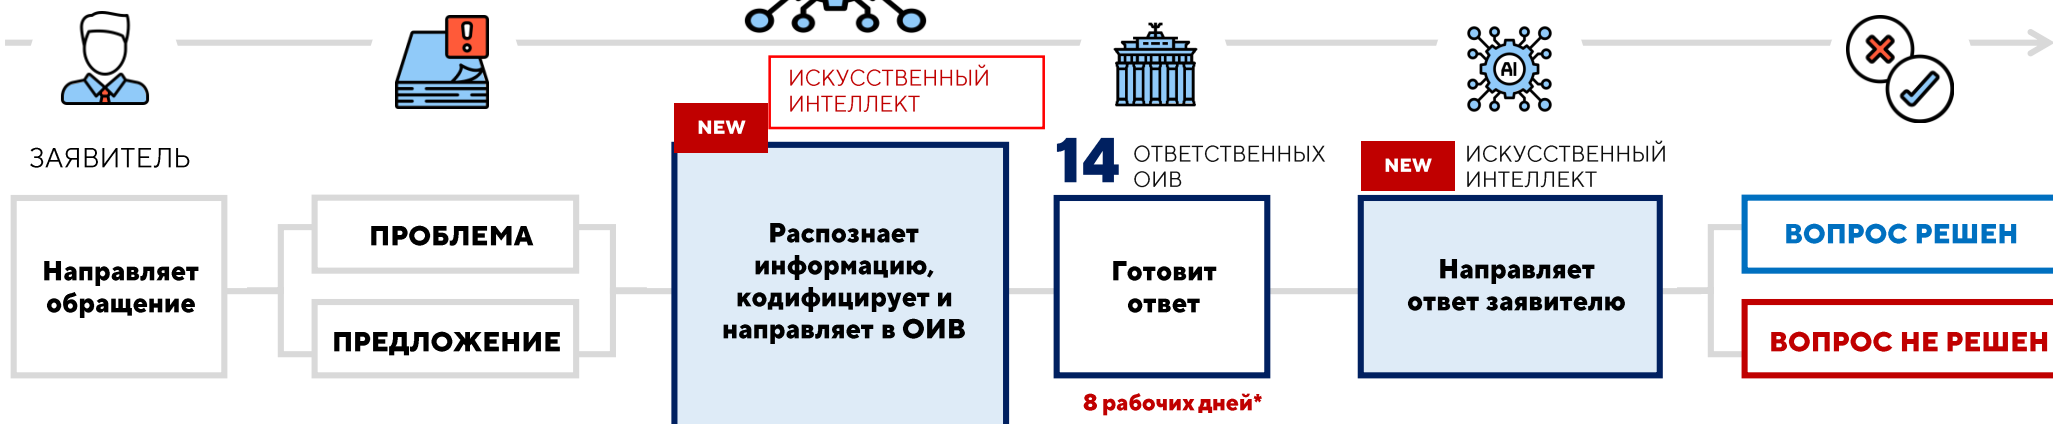 ЗАЯВИТЕЛЬ
Направляет
обращение
ПРОБЛЕМА
ПРЕДЛОЖЕНИЕ
ИСКУССТВЕННЫЙ
ИНТЕЛЛЕКТ
NEW
Распознает
информацию,
кодифицирует и
направляет в ОИВ
14 ОТВЕТСТВЕННЫХ
ОИВ
Готовит
ответ
8 рабочих дней*
AI
NEW
ИСКУССТВЕННЫЙ
ИНТЕЛЛЕКТ
Направляет
ответ заявителю
ВОПРОС РЕШЕН
ВОПРОС НЕ РЕШЕН